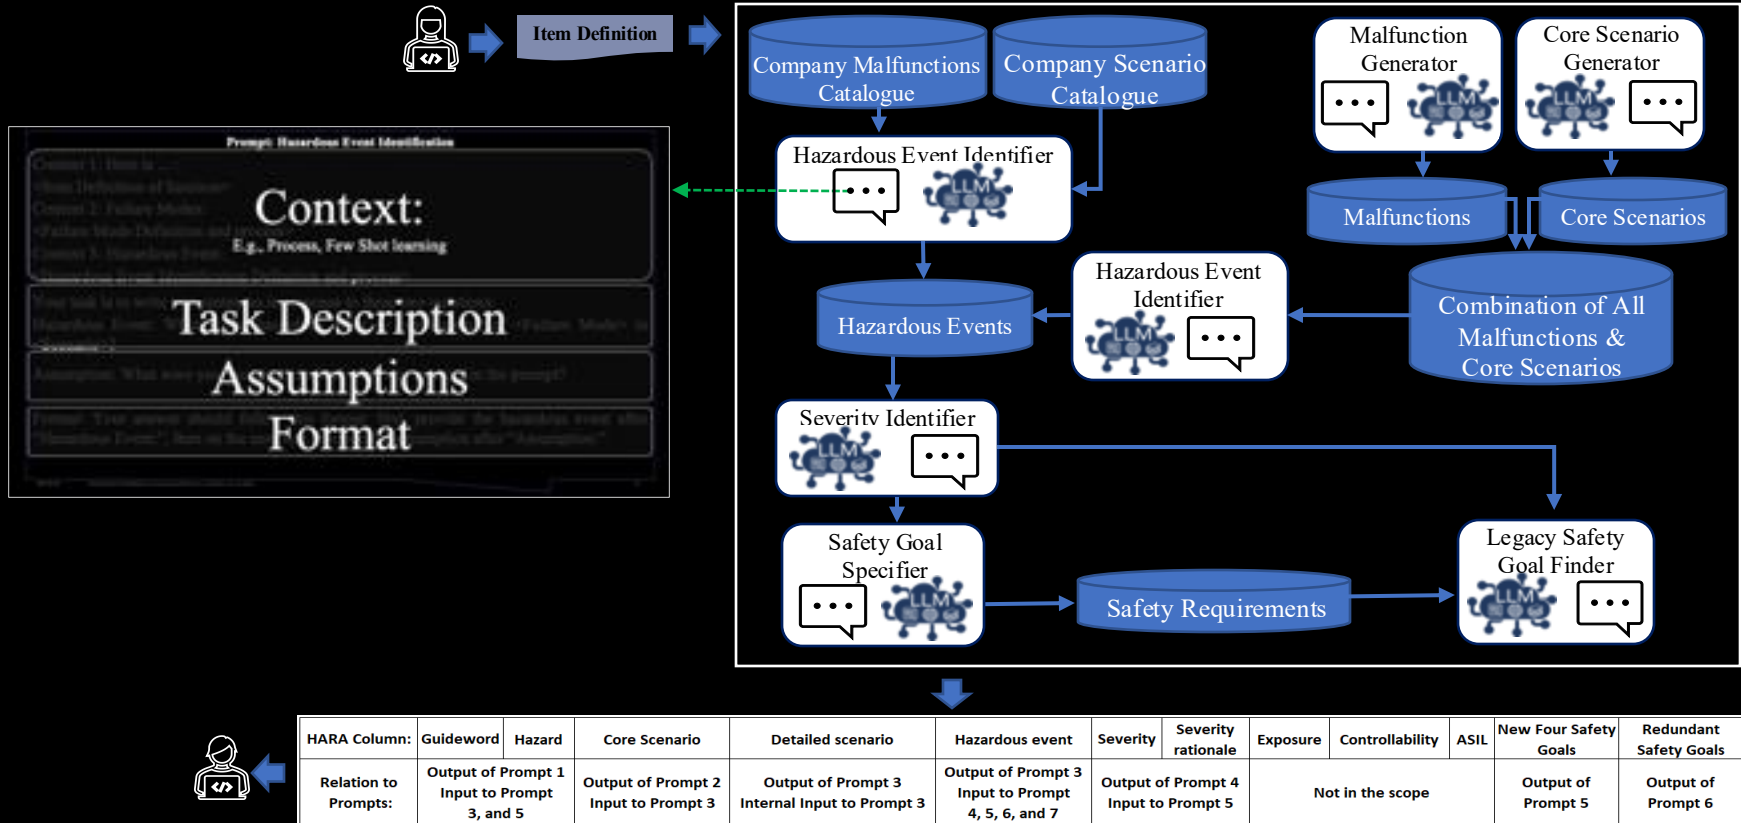 Item Definition
Company Malfunctions
Catalogue
Company Scenario
Catalogue
Malfunction
Generator
LLM
Core Scenario
Generator
LLM
Hazardous Event Identifier
LLM
Malfunctions
Core Scenarios
Hazardous Event
Identifier
LLM
Combination of All
Malfunctions &
Core Scenarios
Hazardous Events
Severity Identifier
LLM
Safety Goal
Specifier
LLM
Safety Requirements
Legacy Safety
Goal Finder
LLM
Prompt: Hazardous Event Identification
Context:
E.g., Process, Few Shot learning
Task Description
Assumptions
Format
HARA Column:
Guideword
Hazard
Core Scenario
Detailed scenario
Hazardous event
Severity
Severity
rationale
Exposure
Controllability
ASIL
New Four Safety
Goals
Redundant
Safety Goals
Relation to
Prompts:
Output of Prompt 1
Input to Prompt
3, and 5
Output of Prompt 2
Input to Prompt 3
Output of Prompt 3
Internal Input to Prompt 3
Output of Prompt 3
Input to Prompt
4, 5, 6, and 7
Output of Prompt 4
Input to Prompt 5
Not in the scope
Output of
Prompt 5
Output of
Prompt 6